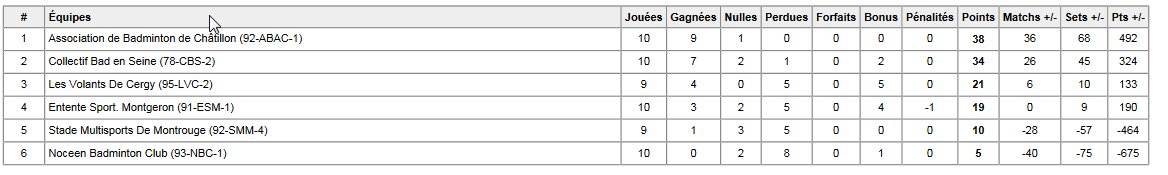 # Équipes Jouées Gagnées Nulles Perdues Forfaits Bonus Pénalités Points Matchs +/- Sets +/- Pts +/-
1 Association de Badminton de Châtillon (92-ABAC-1) 10 9 1 0 0 0 0 38 36 68 492
2 Collectif Bad en Seine (78-CBS-2) 10 7 2 1 0 2 0 34 26 45 324
3 Les Volants De Cergy (95-LVC-2) 9 4 0 5 0 5 0 21 6 10 133
4 Entente Sport. Montgeron (91-ESM-1) 10 3 2 5 0 4 -1 19 0 9 190
5 Stade Multisports De Montrouge (92-SMM-4) 9 1 3 5 0 0 0 10 -28 -57 -464
6 Noceen Badminton Club (93-NBC-1) 10 0 2 8 0 1 0 5 -40 -75 -675